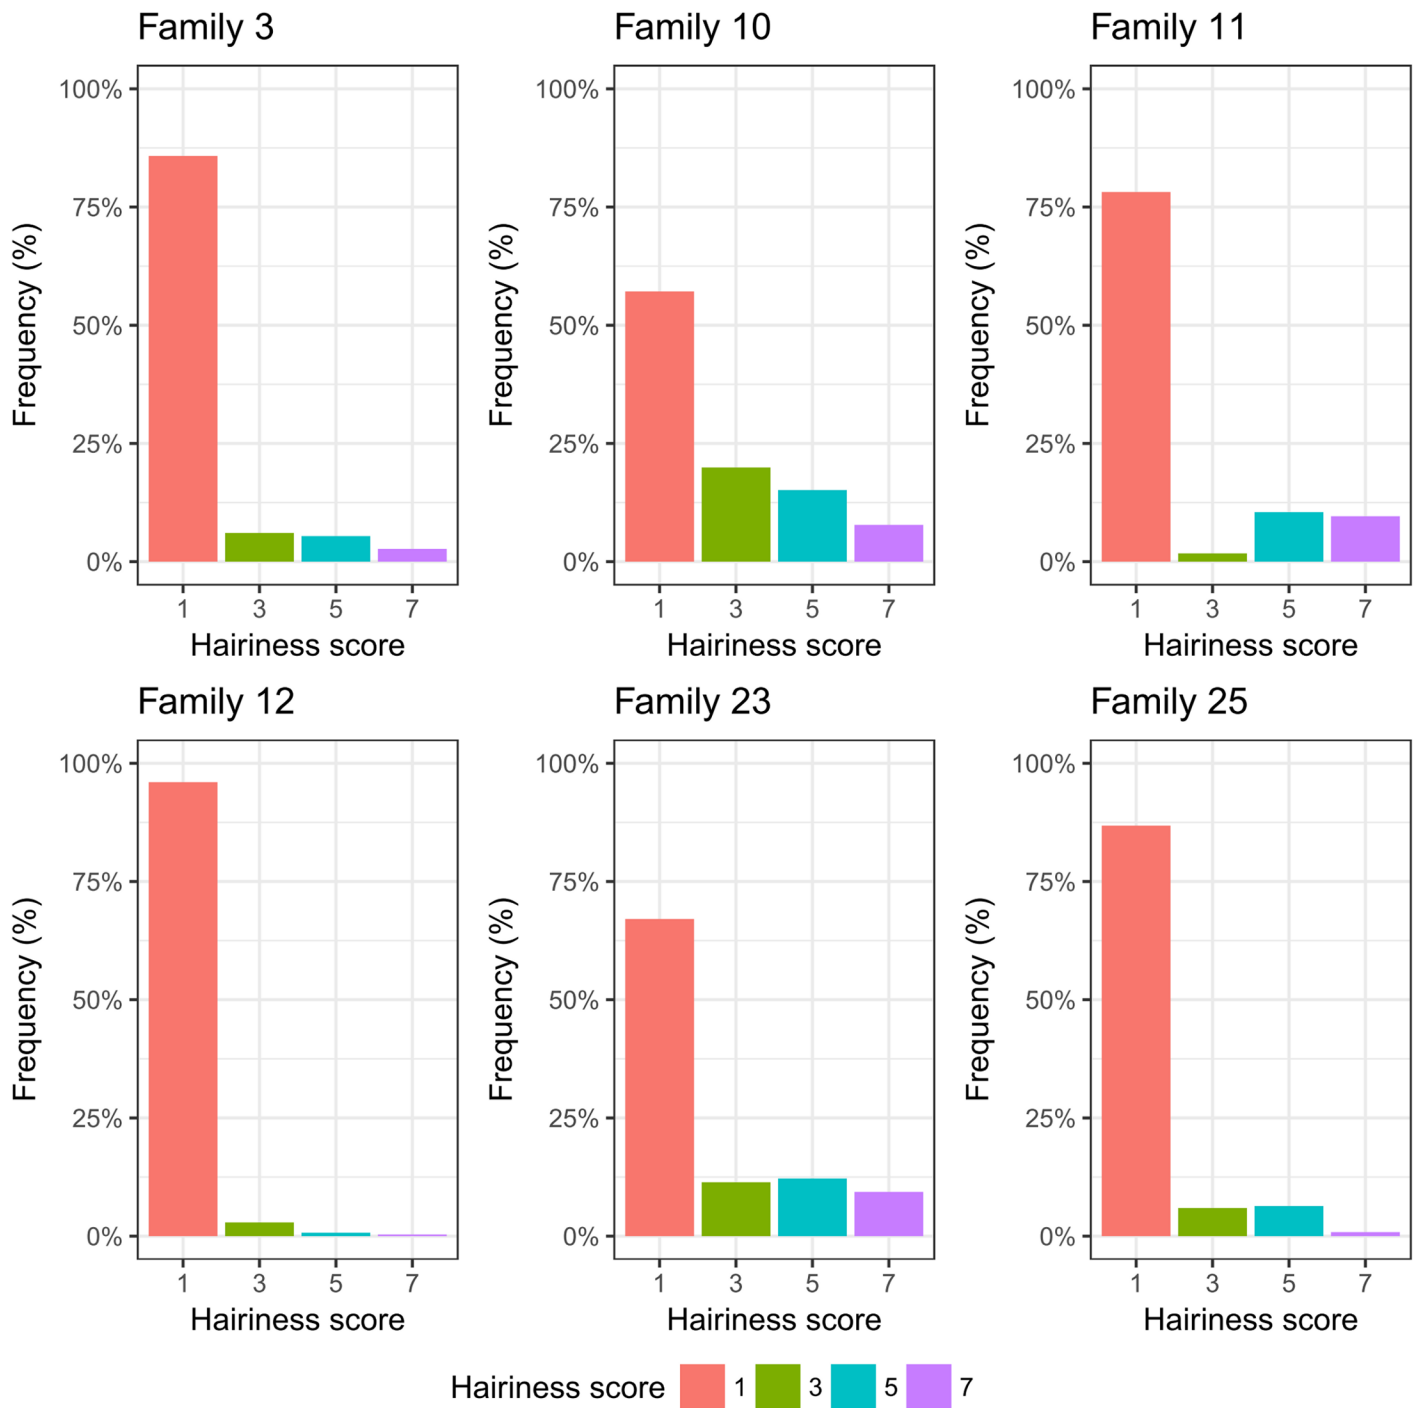 Family 3
100%
75%
50%
25%
0%
Frequency (%)
1 3 5 7
Hairiness score
Family 10
100%
75%
50%
25%
0%
Frequency (%)
1 3 5 7
Hairiness score
Family 11
100%
75%
50%
25%
0%
Frequency (%)
1 3 5 7
Hairiness score
Family 12
100%
75%
50%
25%
0%
Frequency (%)
1 3 5 7
Hairiness score
Family 23
100%
75%
50%
25%
0%
Frequency (%)
1 3 5 7
Hairiness score
Family 25
100%
75%
50%
25%
0%
Frequency (%)
1 3 5 7
Hairiness score
Hairiness score 1 3 5 7